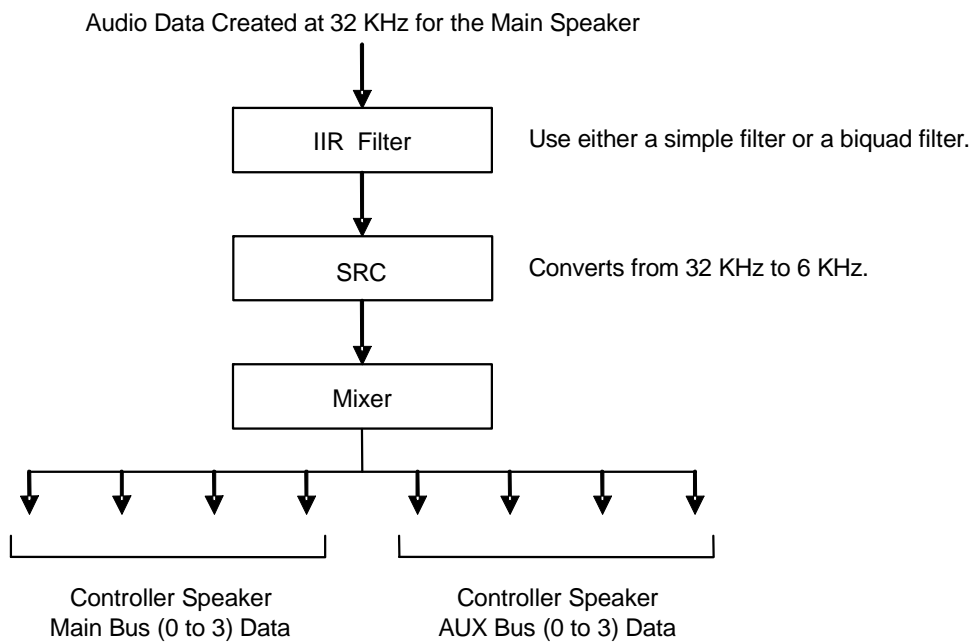 Audio Data Created at 32 KHz for the Main Speaker
IIR Filter
Use either a simple filter or a biquad filter.
SRC
Converts from 32 KHz to 6 KHz.
Mixer
Controller Speaker
Main Bus (0 to 3) Data
Controller Speaker
AUX Bus (0 to 3) Data